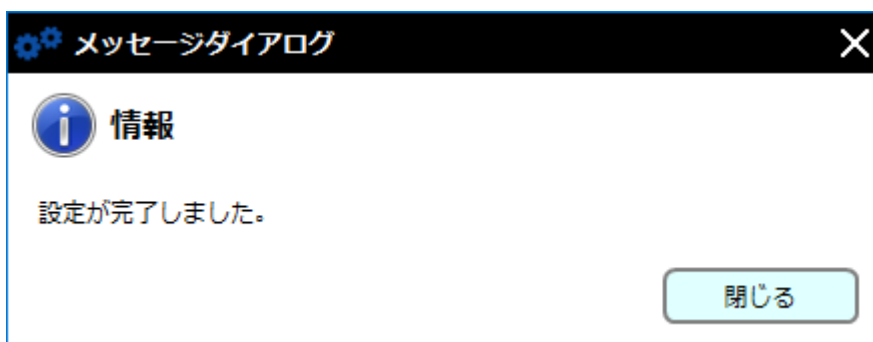 メッセージダイアログ
情報
設定が完了しました。
閉じる